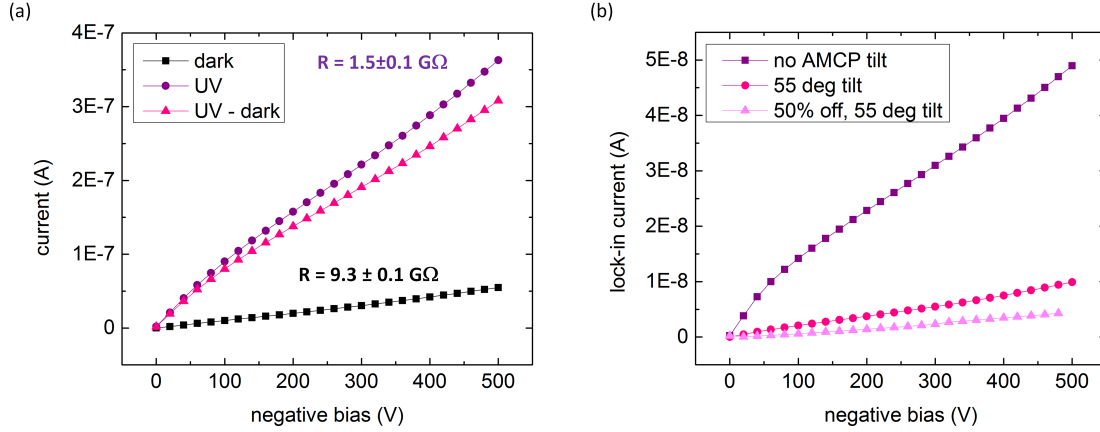 (a)
4E-7
3E-7
2E-7
1E-7
0
current (A)
dark
UV
UV - dark
R = 1.5±0.1 GΩ
R = 9.3 ± 0.1 GΩ
0 100 200 300 400 500
negative bias (V)
(b)
5E-8
4E-8
3E-8
2E-8
1E-8
0
lock-in current (A)
no AMCP tilt
55 deg tilt
50% off, 55 deg tilt
0 100 200 300 400 500
negative bias (V)